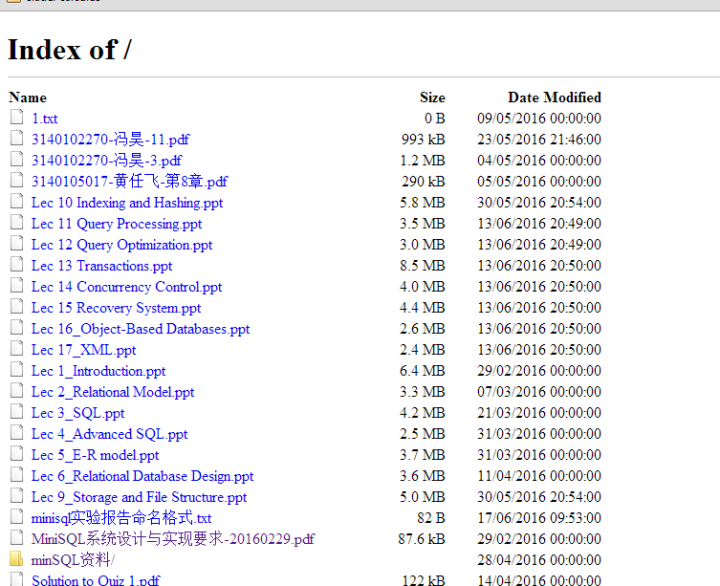 Index of /
Name Size Date Modified
1.txt 0 B 09/05/2016 00:00:00
3140102270-冯昊-11.pdf 993 kB 23/05/2016 21:46:00
3140102270-冯昊-3.pdf 1.2 MB 04/05/2016 00:00:00
3140105017-黄任飞-第8章.pdf 290 kB 05/05/2016 00:00:00
Lec 10 Indexing and Hashing.ppt 5.8 MB 30/05/2016 20:54:00
Lec 11 Query Processing.ppt 3.5 MB 13/06/2016 20:49:00
Lec 12 Query Optimization.ppt 3.0 MB 13/06/2016 20:49:00
Lec 13 Transactions.ppt 8.5 MB 13/06/2016 20:50:00
Lec 14 Concurrency Control.ppt 4.0 MB 13/06/2016 20:50:00
Lec 15 Recovery System.ppt 4.4 MB 13/06/2016 20:50:00
Lec 16_Object-Based Databases.ppt 2.6 MB 13/06/2016 20:50:00
Lec 17_XML.ppt 2.4 MB 13/06/2016 20:50:00
Lec 1_Introduction.ppt 6.4 MB 29/02/2016 00:00:00
Lec 2_Relational Model.ppt 3.3 MB 07/03/2016 00:00:00
Lec 3_SQL.ppt 4.2 MB 21/03/2016 00:00:00
Lec 4_Advanced SQL.ppt 2.5 MB 31/03/2016 00:00:00
Lec 5_E-R model.ppt 3.7 MB 31/03/2016 00:00:00
Lec 6_Relational Database Design.ppt 3.6 MB 11/04/2016 00:00:00
Lec 9_Storage and File Structure.ppt 5.0 MB 30/05/2016 20:54:00
minisql实验报告命名格式.txt 82 B 17/06/2016 09:53:00
MiniSQL系统设计与实现要求-20160229.pdf 87.6 kB 29/02/2016 00:00:00
minSQL资料/ 28/04/2016 00:00:00
Solution to Quiz 1.pdf 122 kB 14/04/2016 00:00:00